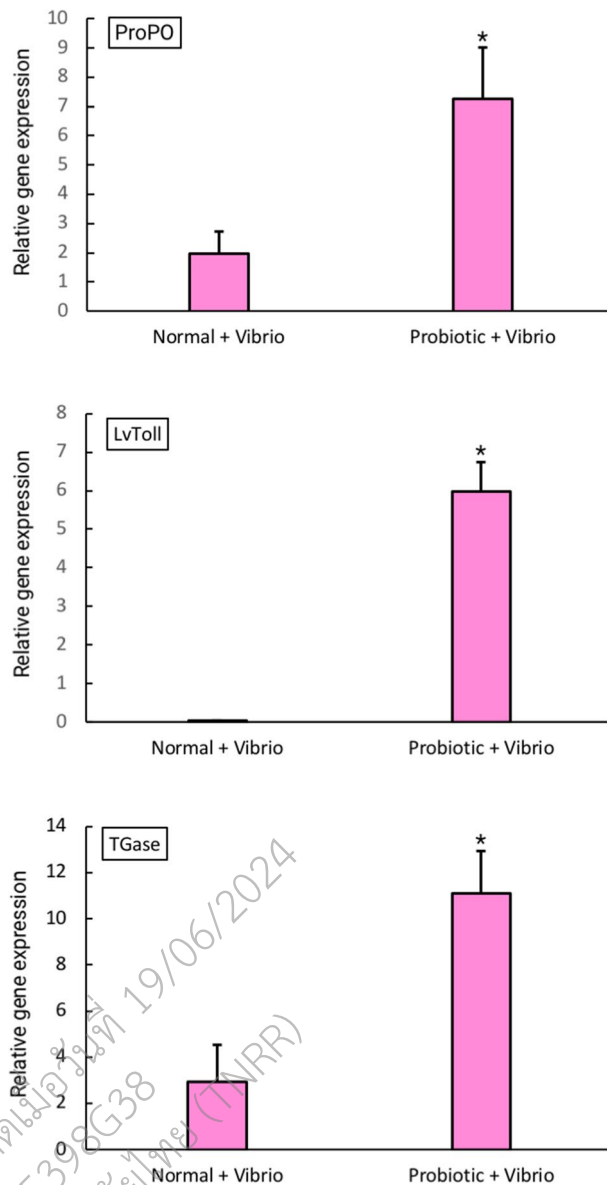 ProPO
Relative gene expression
10
9
8
7
6
5
4
3
2
1
0
*
Normal + Vibrio
Probiotic + Vibrio
LvToll
Relative gene expression
8
7
6
5
4
3
2
1
0
*
Normal + Vibrio
Probiotic + Vibrio
TGase
Relative gene expression
14
12
10
8
6
4
2
0
*
Normal + Vibrio
Probiotic + Vibrio
19/06/2024
398G38
(TNRR)